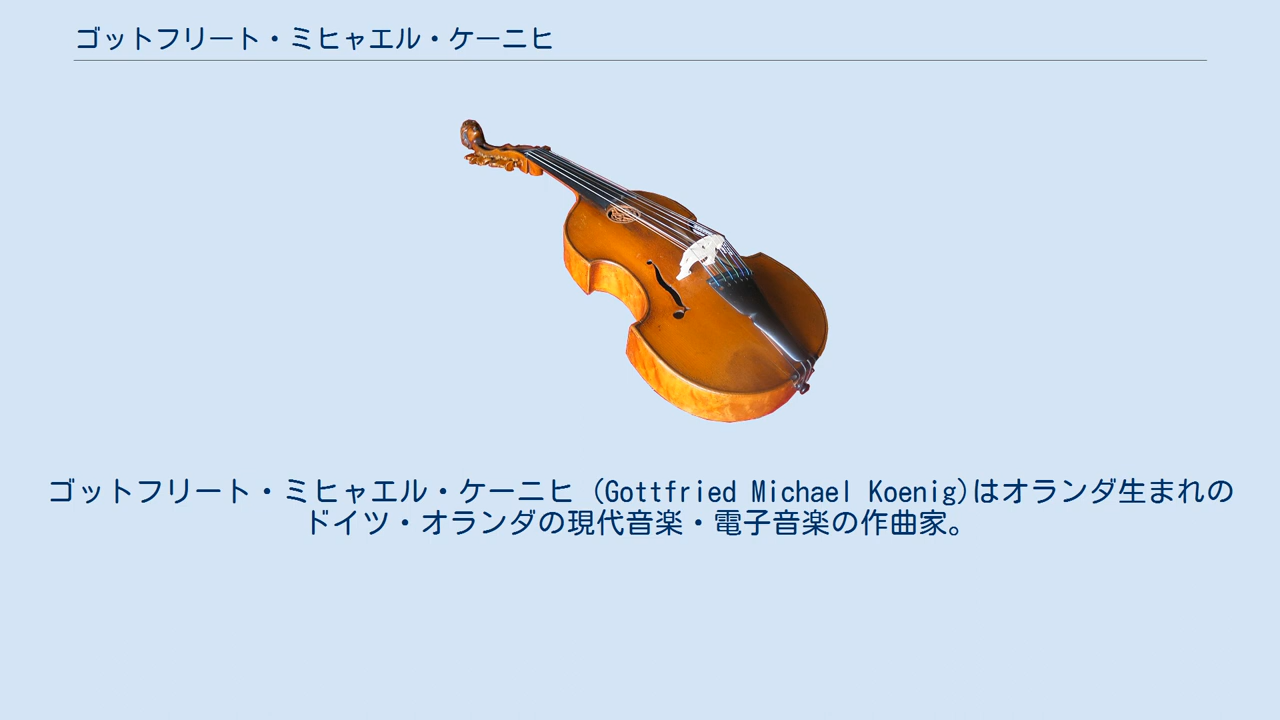 ゴットフリート・ミヒャエル・ケーニヒ
ゴットフリート・ミヒャエル・ケーニヒ (Gottfried Michael Koenig)はオランダ生まれの
ドイツ・オランダの現代音楽・電子音楽の作曲家。